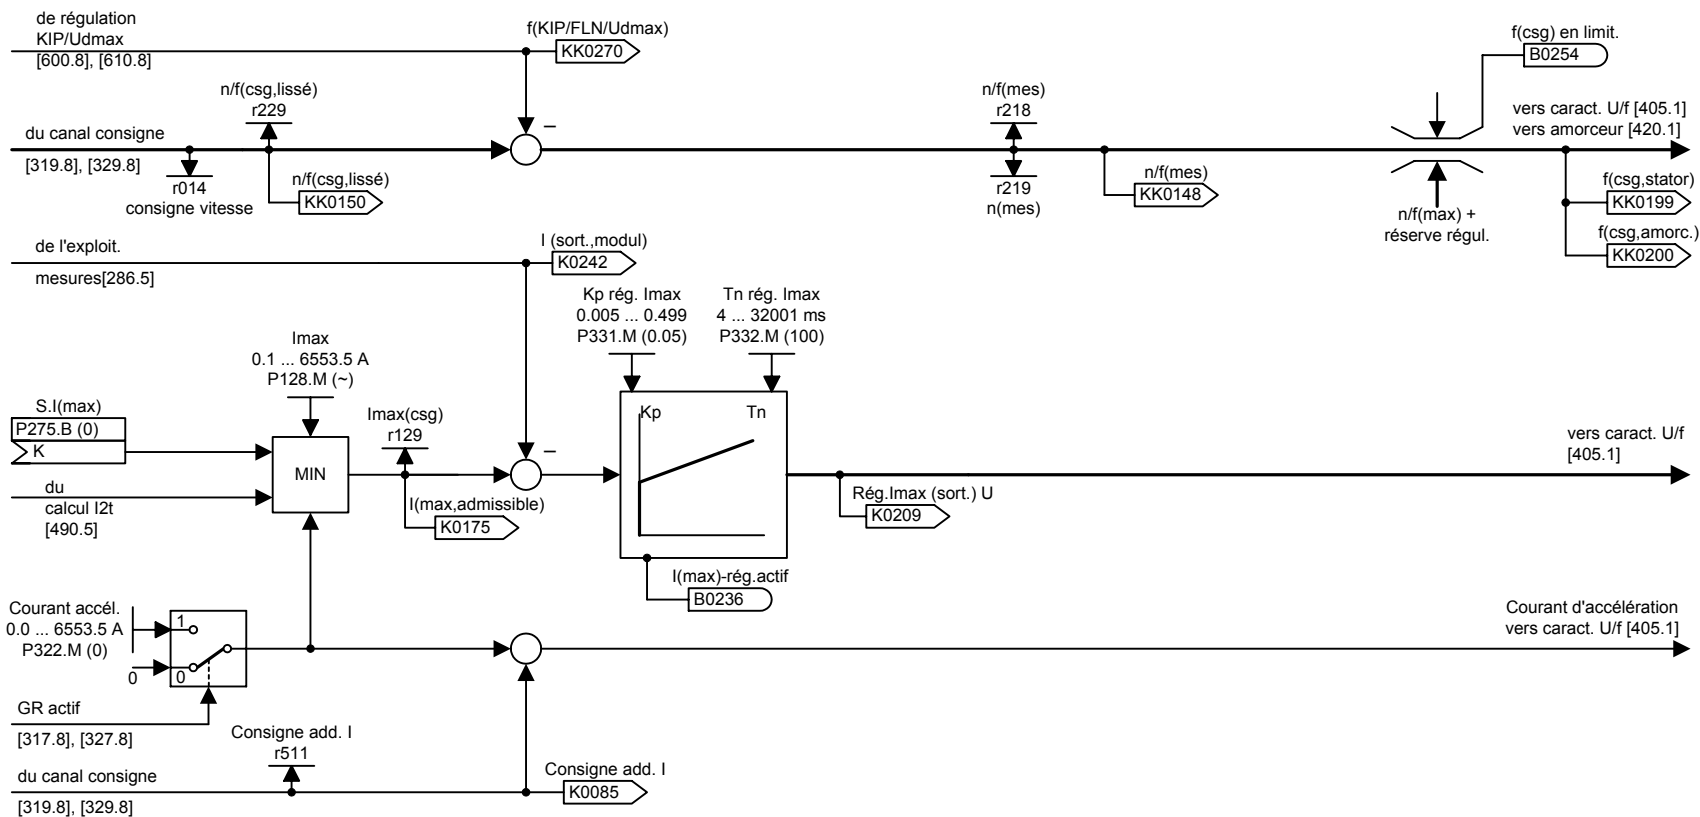 de régulation
KIP/Udmax
[600.8], [610.8]
f(KIP/FLN/Udmax)
KK0270
f(csg) en limit.
B0254
n/f(csg,lissé)
r229
n/f(mes)
r218
du canal consigne
[319.8], [329.8]
–
vers caract. U/f [405.1]
vers amorceur [420.1]
r014
consigne vitesse
n/f(csg,lissé)
KK0150
r219
n(mes)
n/f(mes)
KK0148
n/f(max) +
réserve régul.
f(csg,stator)
KK0199
f(csg,amorc.)
KK0200
de l'exploit.
mesures[286.5]
I (sort.,modul)
K0242
Kp rég. Imax
0.005 ... 0.499
P331.M (0.05)
Tn rég. Imax
4 ... 32001 ms
P332.M (100)
Imax
0.1 ... 6553.5 A
P128.M (~)
S.I(max)
P275.B (0)
K
Imax(csg)
r129
Kp
Tn
MIN
–
du
calcul I2t
[490.5]
I(max,admissible)
K0175
Rég.Imax (sort.) U
K0209
vers caract. U/f
[405.1]
I(max)-rég.actif
B0236
Courant accél.
0.0 ... 6553.5 A
P322.M (0)
1
0
0
Courant d'accélération
vers caract. U/f [405.1]
GR actif
[317.8], [327.8]
Consigne add. I
r511
du canal consigne
[319.8], [329.8]
Consigne add. I
K0085